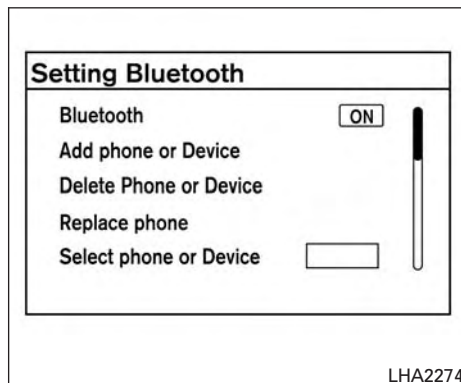 Setting Bluetooth
Bluetooth ON
Add phone or Device
Delete Phone or Device
Replace phone
Select phone or Device
LHA2274